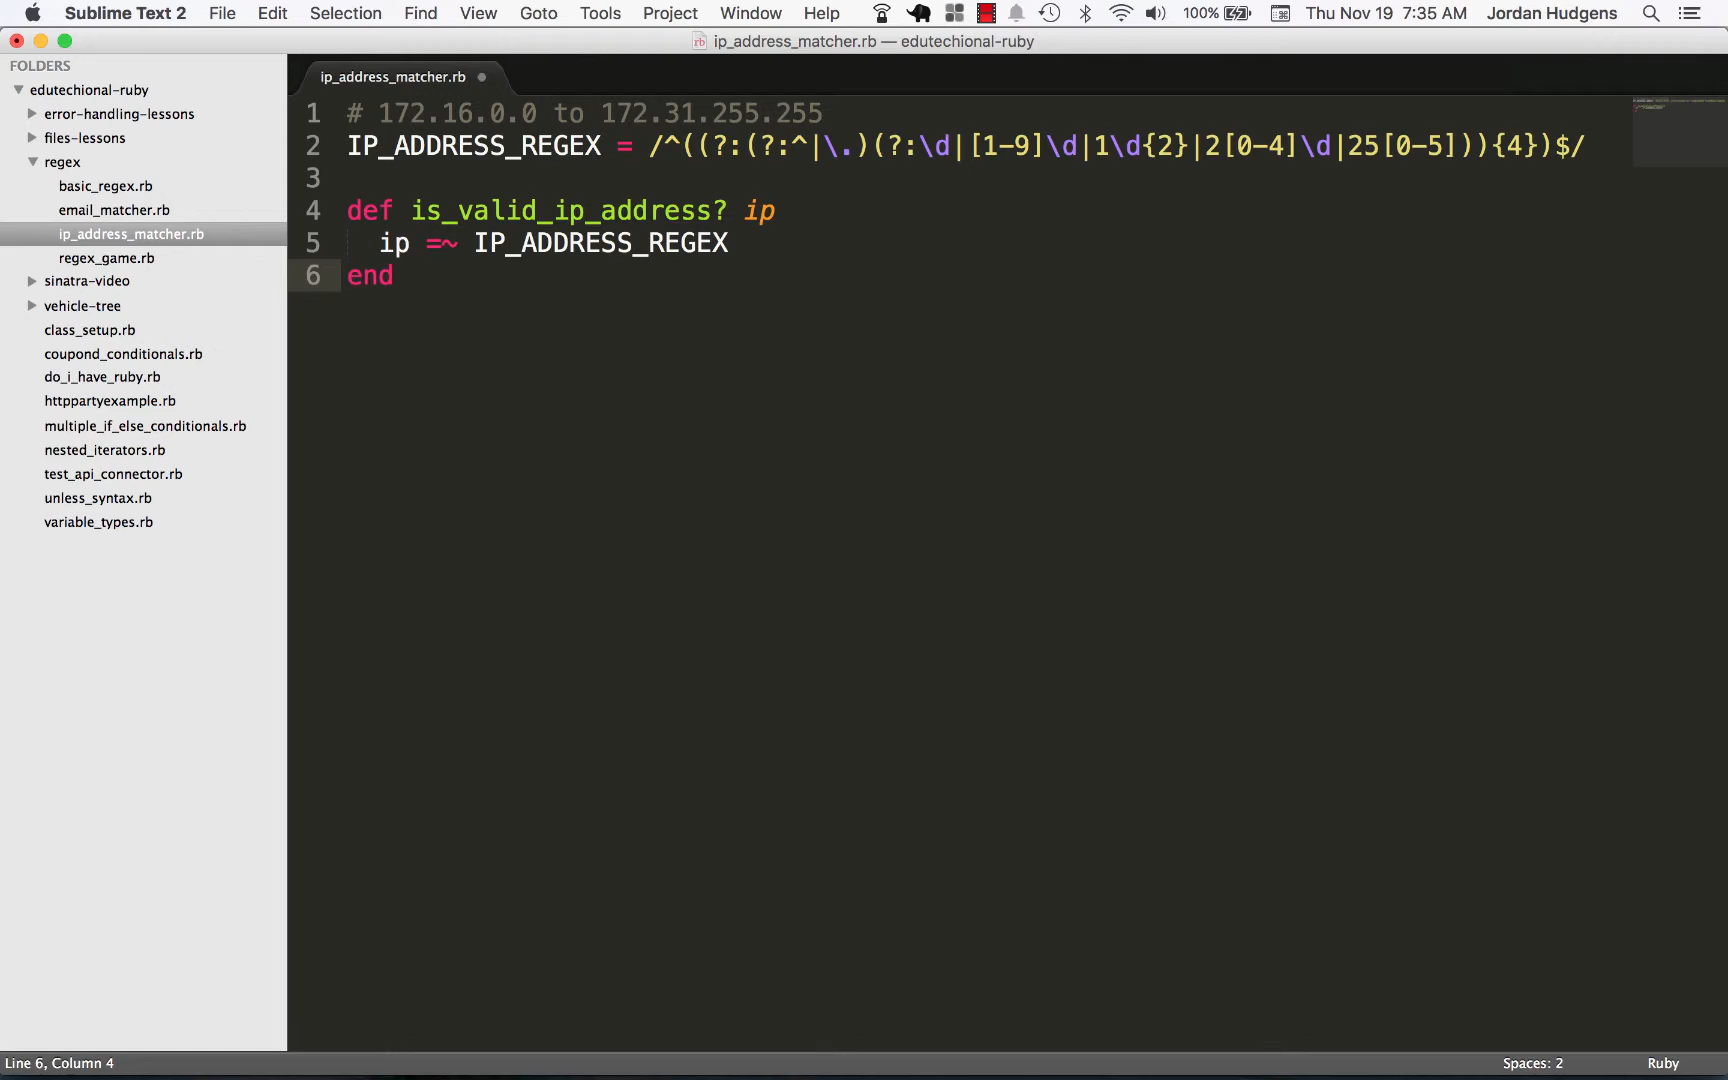 Sublime Text 2 File Edit Selection Find View Goto Tools Project Window Help 100% Thu Nov 19 7:35 AM Jordan Hudgens
ip_address_matcher.rb — edutechional-ruby
FOLDERS
edutechional-ruby
error-handling-lessons
files-lessons
regex
basic_regex.rb
email_matcher.rb
ip_address_matcher.rb
regex_game.rb
sinatra-video
vehicle-tree
class_setup.rb
coupond_conditionals.rb
do_i_have_ruby.rb
httppartyexample.rb
multiple_if_else_conditionals.rb
nested_iterators.rb
test_api_connector.rb
unless_syntax.rb
variable_types.rb
ip_address_matcher.rb
1 # 172.16.0.0 to 172.31.255.255
2 IP_ADDRESS_REGEX = /^((?:(?:^|\.)(?:\d|[1-9]\d|1\d{2}|2[0-4]\d|25[0-5])){4})$/
3
4 def is_valid_ip_address? ip
5 ip =~ IP_ADDRESS_REGEX
6 end
Line 6, Column 4 Spaces: 2 Ruby